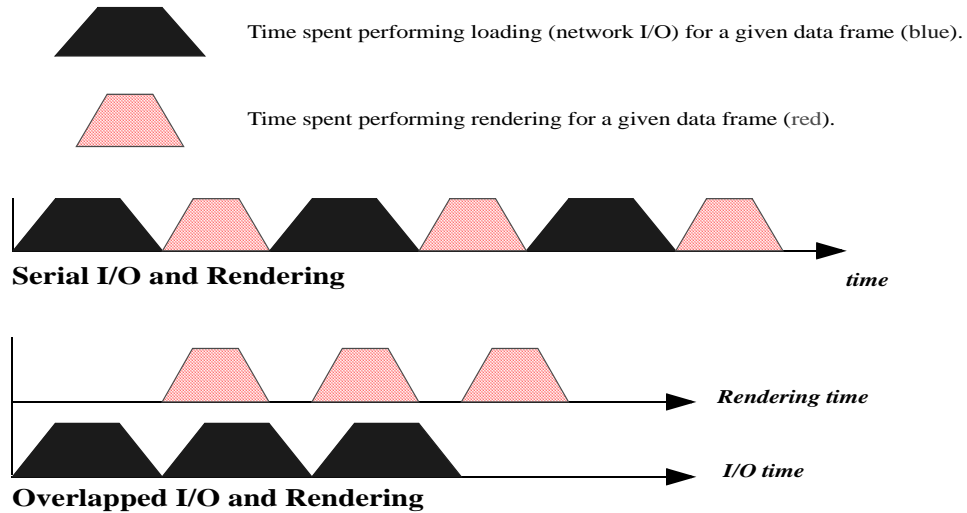 Time spent performing loading (network I/O) for a given data frame (blue).
Time spent performing rendering for a given data frame (red).
Serial I/O and Rendering
time
Rendering time
I/O time
Overlapped I/O and Rendering